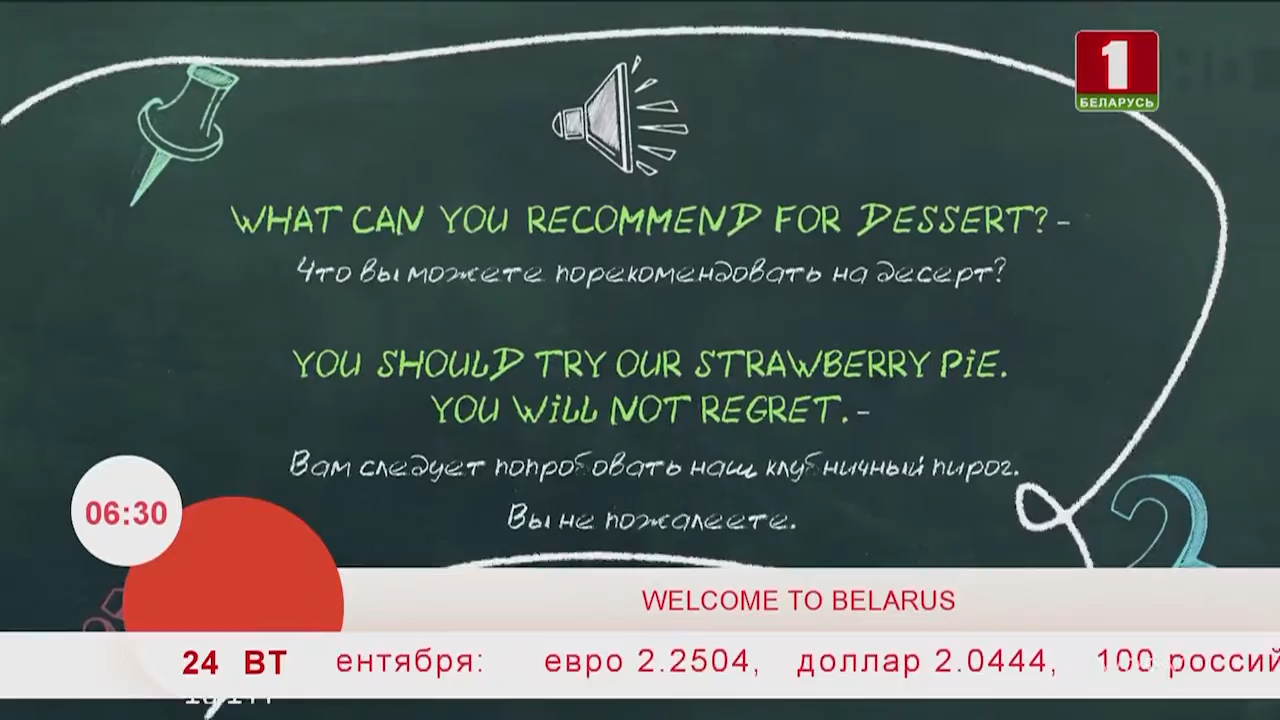 1
БЕЛАРУСЬ
WHAT CAN YOU RECOMMEND FOR DESSERT? -
Что вы можете порекомендовать на десерт?
YOU SHOULD TRY OUR STRAWBERRY PIE.
YOU WILL NOT REGRET. -
Вам следует попробовать наш клубничный пирог.
Вы не пожалеете.
2
06:30
WELCOME TO BELARUS
24 ВТ ентября: евро 2.2504, доллар 2.0444, 100 россий